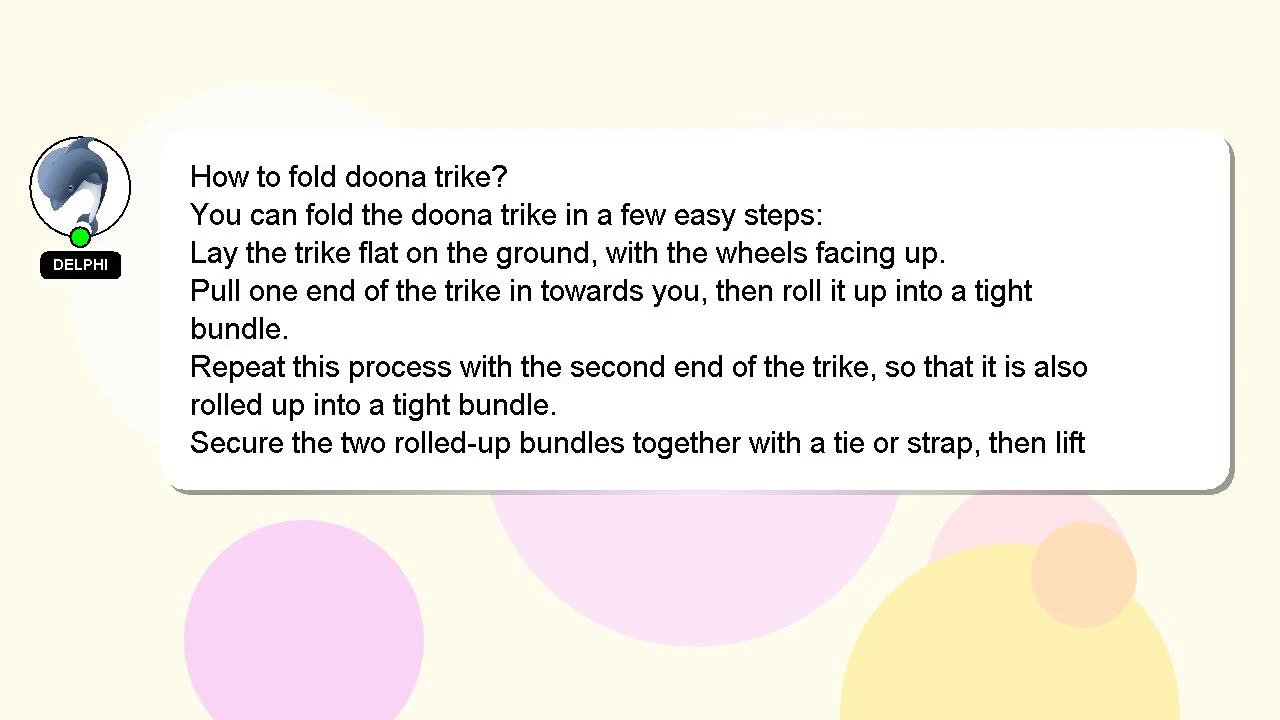 How to fold doona trike?
You can fold the doona trike in a few easy steps:
Lay the trike flat on the ground, with the wheels facing up.
Pull one end of the trike in towards you, then roll it up into a tight
bundle.
Repeat this process with the second end of the trike, so that it is also
rolled up into a tight bundle.
Secure the two rolled-up bundles together with a tie or strap, then lift
DELPHI